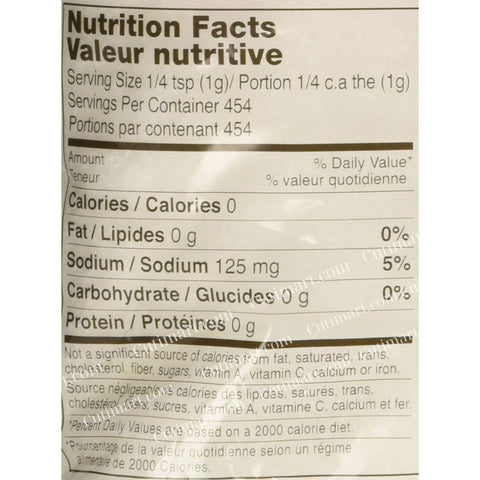 Nutrition Facts
Valeur nutritive
Serving Size 1/4 tsp (1g)/ Portion 1/4 c.a the (1g)
Servings Per Container 454
Portions par contenant 454
Amount % Daily Value*
Teneur % valeur quotidienne
Calories / Calories 0
Fat / Lipides 0 g 0%
Sodium / Sodium 125 mg 5%
Carbohydrate / Glucides 0 g 0%
Protein / Protéines 0 g
Not a significant source of calories from fat, saturated, trans,
cholesterol, fiber, sugars, vitamin A, vitamin C, calcium or iron.
Source négligeable calories des lipides, saturés, trans,
cholestérol, sucres, vitamine A, vitamine C, calcium et fer.
*Percent Daily Values are based on a 2000 calorie diet.
*Pourcentage de la valeur quotidienne selon un régime
alimentaire de 2000 Calories.
Cutimart.com